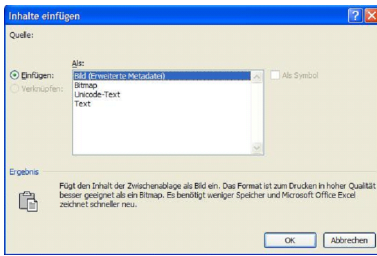 Inhalte einfügen
Quelle:
Als:
Einfügen:
Verknüpfen:
Bild (Erweiterte Metadatei)
Bitmap
Unicode-Text
Text
Als Symbol
Ergebnis
Fügt den Inhalt der Zwischenablage als Bild ein. Das Format ist zum Drucken in hoher Qualität
besser geeignet als ein Bitmap. Es benötigt weniger Speicher und Microsoft Office Excel
zeichnet schneller neu.
OK
Abbrechen